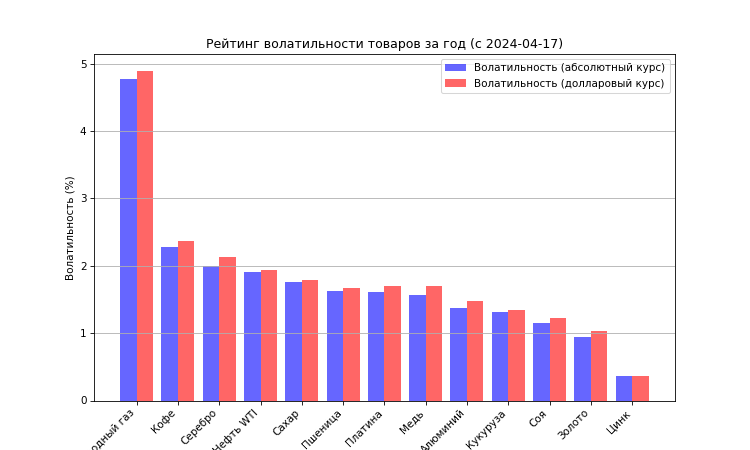 Рейтинг волатильности товаров за год (с 2024-04-17)
Волатильность (абсолютный курс)
Волатильность (долларовый курс)
Волатильность (%)
5
4
3
2
1
0
одный газ
Кофе
Серебро
Нефть WTI
Сахар
Пшеница
Платина
Медь
Алюминий
Кукуруза
Соя
Золото
Цинк